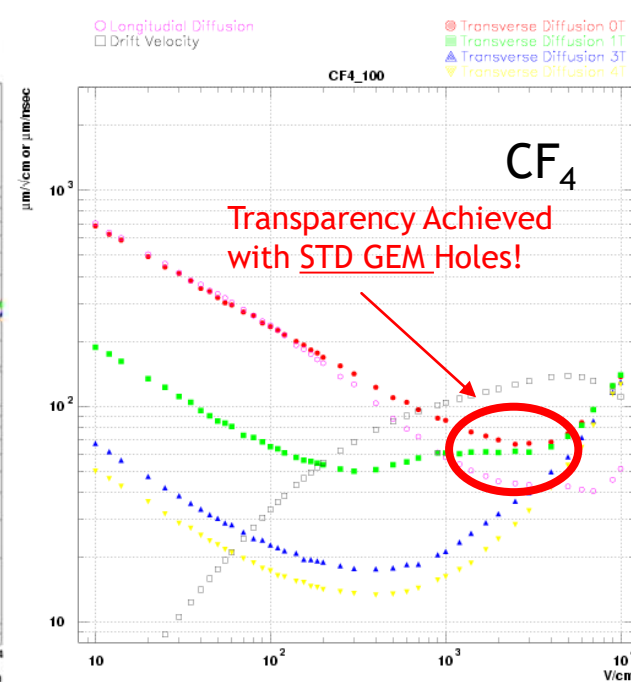 Longitudial Diffusion
Drift Velocity
Transverse Diffusion 0T
Transverse Diffusion 1T
Transverse Diffusion 3T
Transverse Diffusion 4T
CF4_100
μm/√cm or μm/nsec
CF4
Transparency Achieved
with STD GEM Holes!
10³
10²
10
10
10²
10³
10
V/cm